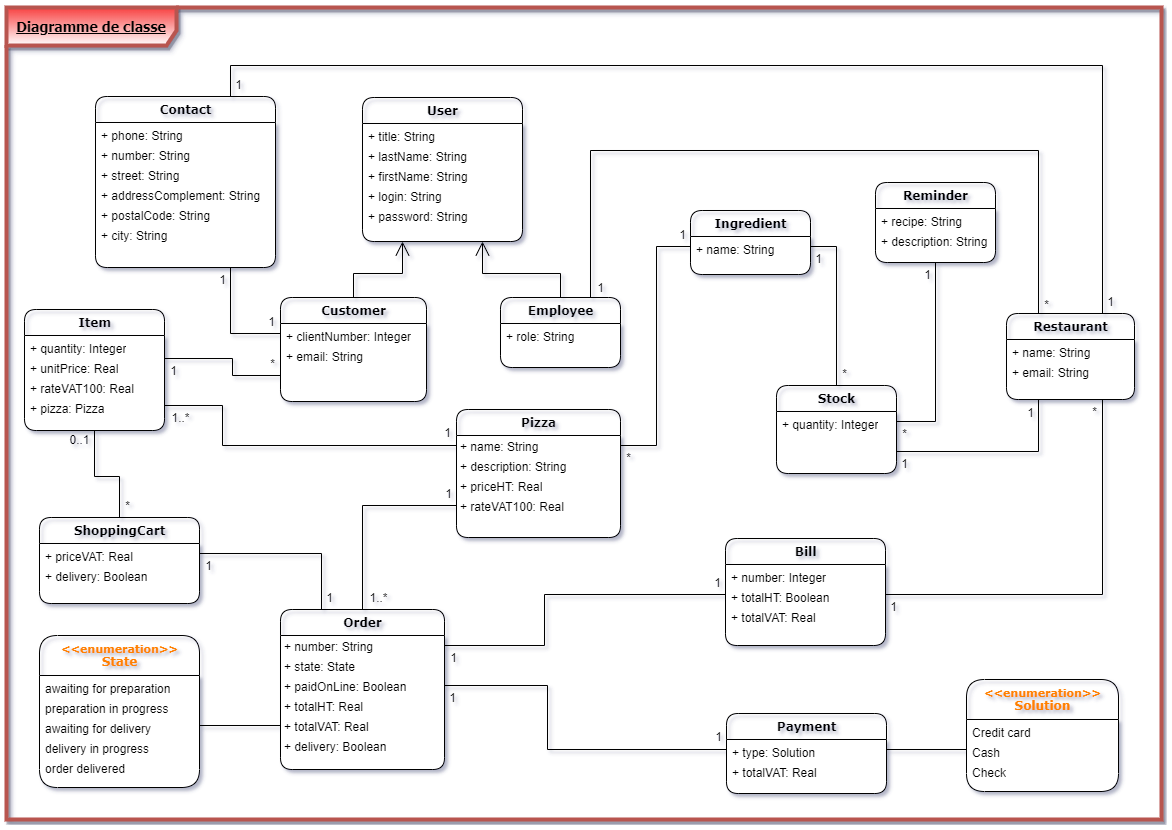 Diagramme de classe
1
Contact
+ phone: String
+ number: String
+ street: String
+ addressComplement: String
+ postalCode: String
+ city: String
1
User
+ title: String
+ lastName: String
+ firstName: String
+ login: String
+ password: String
Ingredient
+ name: String
1
1
Reminder
+ recipe: String
+ description: String
1
Customer
+ clientNumber: Integer
+ email: String
1
*
Employee
+ role: String
1
Restaurant
+ name: String
+ email: String
*
1
1
*
Item
+ quantity: Integer
+ unitPrice: Real
+ rateVAT100: Real
+ pizza: Pizza
1
1..*
0..1
Stock
+ quantity: Integer
*
*
1
Pizza
+ name: String
+ description: String
+ priceHT: Real
+ rateVAT100: Real
1
*
1
*
ShoppingCart
+ priceVAT: Real
+ delivery: Boolean
1
Bill
+ number: Integer
+ totalHT: Boolean
+ totalVAT: Real
1
1
1
1..*
Order
+ number: String
+ state: State
+ paidOnLine: Boolean
+ totalHT: Real
+ totalVAT: Real
+ delivery: Boolean
1
1
<<enumeration>>
State
awaiting for preparation
preparation in progress
awaiting for delivery
delivery in progress
order delivered
1
Payment
+ type: Solution
+ totalVAT: Real
<<enumeration>>
Solution
Credit card
Cash
Check